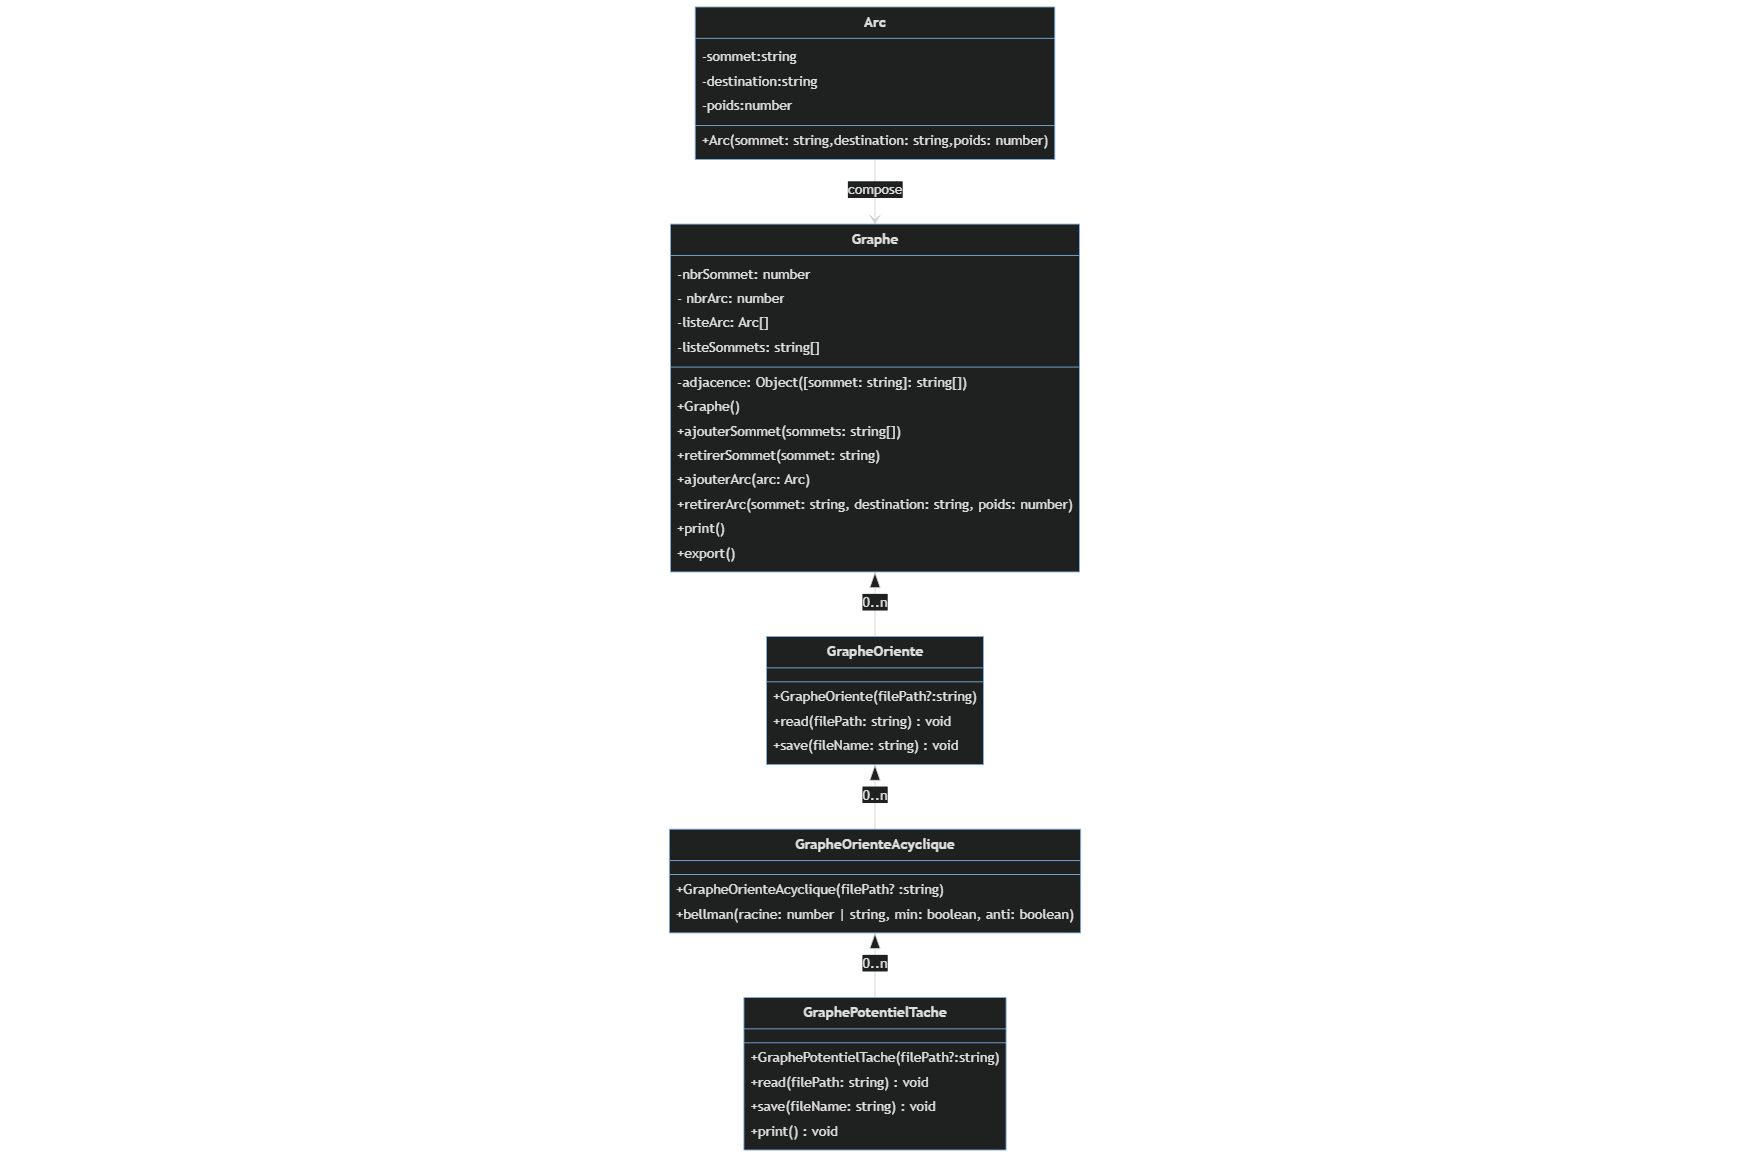 Arc
-sommet:string
-destination:string
-poids:number
+Arc(sommet: string,destination: string,poids: number)
compose
Graphe
-nbrSommet: number
- nbrArc: number
-listeArc: Arc[]
-listeSommets: string[]
-adjacence: Object([sommet: string]: string[])
+Graphe()
+ajouterSommet(sommets: string[])
+retirerSommet(sommet: string)
+ajouterArc(arc: Arc)
+retirerArc(sommet: string, destination: string, poids: number)
+print()
+export()
0..n
GrapheOriente
+GrapheOriente(filePath?:string)
+read(filePath: string) : void
+save(fileName: string) : void
0..n
GrapheOrienteAcyclique
+GrapheOrienteAcyclique(filePath? :string)
+bellman(racine: number | string, min: boolean, anti: boolean)
0..n
GraphePotentielTache
+GraphePotentielTache(filePath?:string)
+read(filePath: string) : void
+save(fileName: string) : void
+print() : void